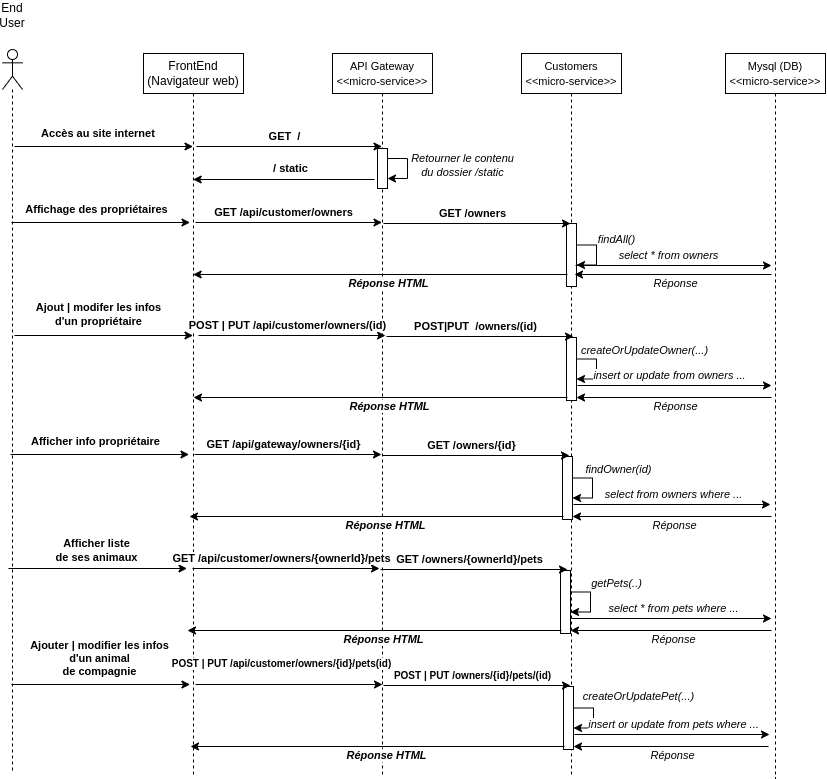 End
User
FrontEnd
(Navigateur web)
API Gateway
<<micro-service>>
Customers
<<micro-service>>
Mysql (DB)
<<micro-service>>
Accès au site internet
GET /
/ static
Retourner le contenu
du dossier /static
Affichage des propriétaires
GET /api/customer/owners
GET /owners
findAll()
select * from owners
Réponse HTML
Réponse
Ajout | modifer les infos
d'un propriétaire
POST | PUT /api/customer/owners/(id)
POST|PUT /owners/(id)
createOrUpdateOwner(...)
insert or update from owners ...
Réponse HTML
Réponse
Afficher info propriétaire
GET /api/gateway/owners/{id}
GET /owners/{id}
findOwner(id)
select from owners where ...
Réponse HTML
Réponse
Afficher liste
de ses animaux
GET /api/customer/owners/{ownerId}/pets
GET /owners/{ownerId}/pets
getPets(..)
select * from pets where ...
Réponse HTML
Réponse
Ajouter | modifier les infos
d'un animal
de compagnie
POST | PUT /api/customer/owners/{id}/pets(id)
POST | PUT /owners/{id}/pets/(id)
createOrUpdatePet(...)
insert or update from pets where ...
Réponse HTML
Réponse